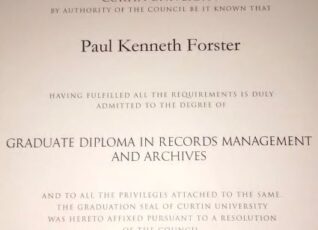 BY AUTHORITY OF THE COUNCIL BE IT KNOWN THAT
Paul Kenneth Forster
HAVING FULFILLED ALL THE REQUIREMENTS IS DULY
ADMITTED TO THE DEGREE OF
GRADUATE DIPLOMA IN RECORDS MANAGEMENT
AND ARCHIVES
AND TO ALL THE PRIVILEGES ATTACHED TO THE SAME.
THE GRADUATION SEAL OF CURTIN UNIVERSITY
WAS HERETO AFFIXED PURSUANT TO A RESOLUTION
OF THE COUNCIL